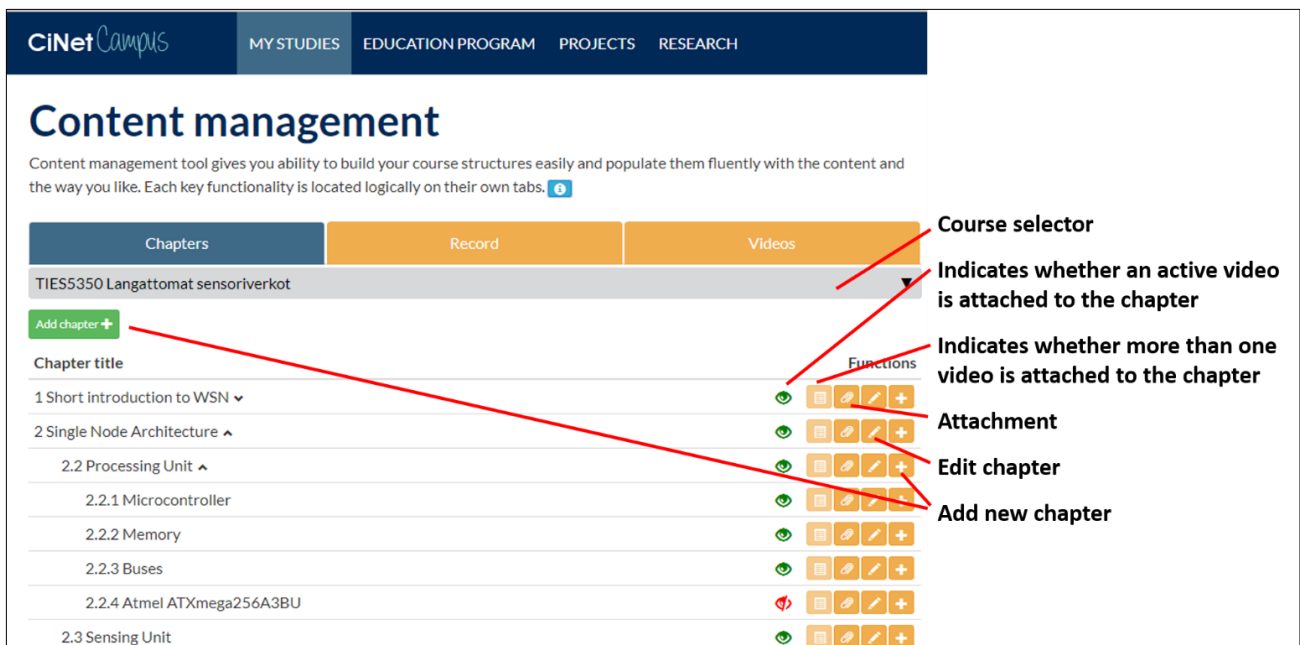 CiNet Campus
MY STUDIES EDUCATION PROGRAM PROJECTS RESEARCH
Content management
Content management tool gives you ability to build your course structures easily and populate them fluently with the content and
the way you like. Each key functionality is located logically on their own tabs.
Chapters Record Videos
TIES5350 Langattomat sensoriverkot
Add chapter
Chapter title Functions
1 Short introduction to WSN
2 Single Node Architecture
2.2 Processing Unit
2.2.1 Microcontroller
2.2.2 Memory
2.2.3 Buses
2.2.4 Atmel ATXmega256A3BU
2.3 Sensing Unit
Course selector
Indicates whether an active video
is attached to the chapter
Indicates whether more than one
video is attached to the chapter
Attachment
Edit chapter
Add new chapter